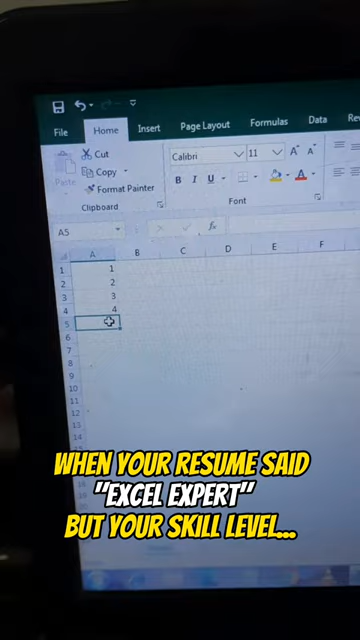 File Home Insert Page Layout Formulas Data
Cut
Copy
Paste
Format Painter
Clipboard
Calibri 11 A A
B I U A
Font
A5 fx
A B C D E F
1 1
2 2
3 3
4 4
5
6
7
8
9
10
11
12
13
14
WHEN YOUR RESUME SAID
"EXCEL EXPERT"
BUT YOUR SKILL LEVEL...